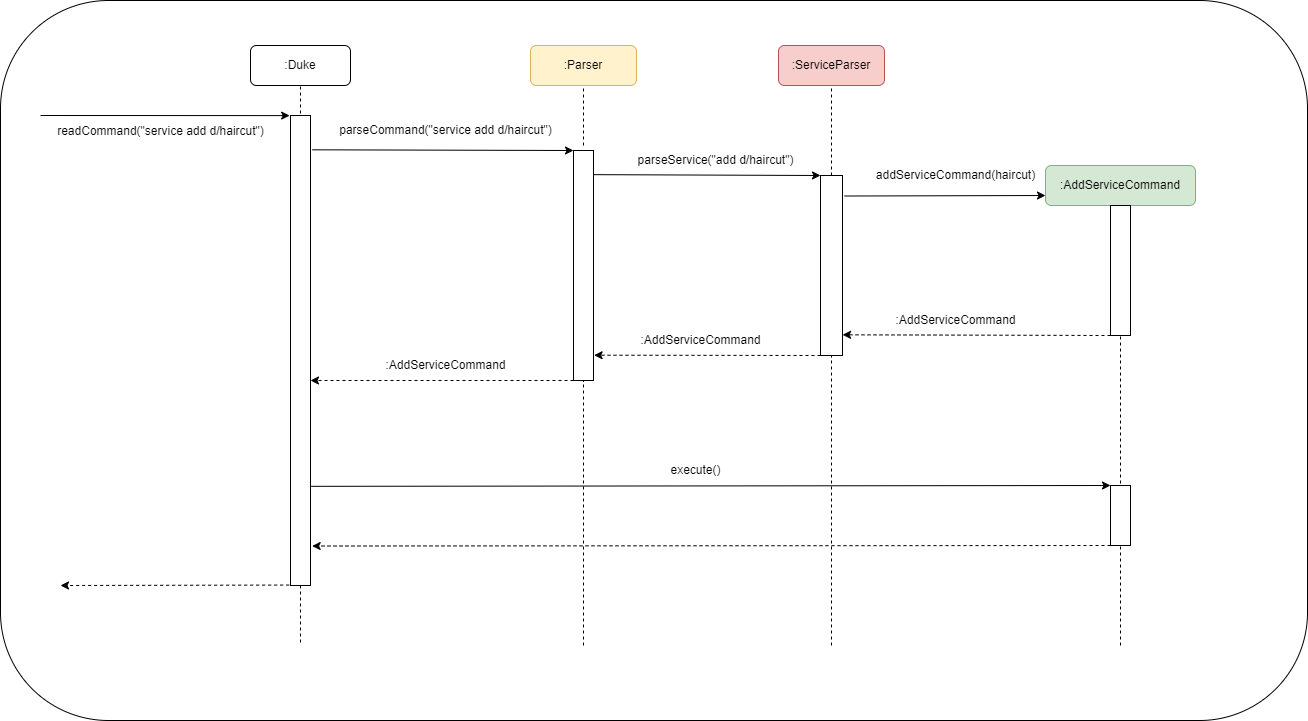 :Duke
:Parser
:ServiceParser
readCommand("service add d/haircut")
parseCommand("service add d/haircut")
parseService("add d/haircut")
addServiceCommand(haircut)
:AddServiceCommand
:AddServiceCommand
:AddServiceCommand
:AddServiceCommand
execute()